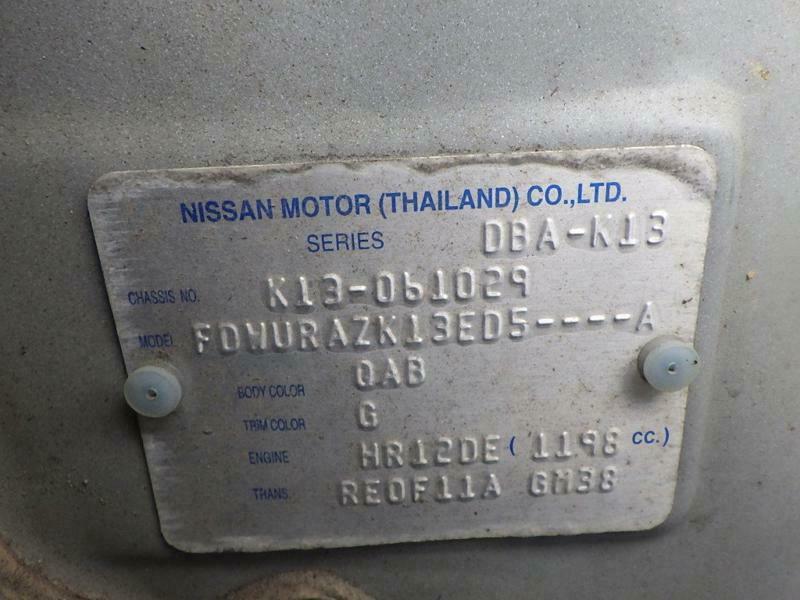 NISSAN MOTOR (THAILAND) CO.,LTD.
SERIES DBA-K13
CHASSIS NO. K13-061029
MODEL FDWURAZK13ED5----A
BODY COLOR QAB
TRIM COLOR G
ENGINE HR12DE ( 1198 CC.)
TRANS. RE0F11A GM38